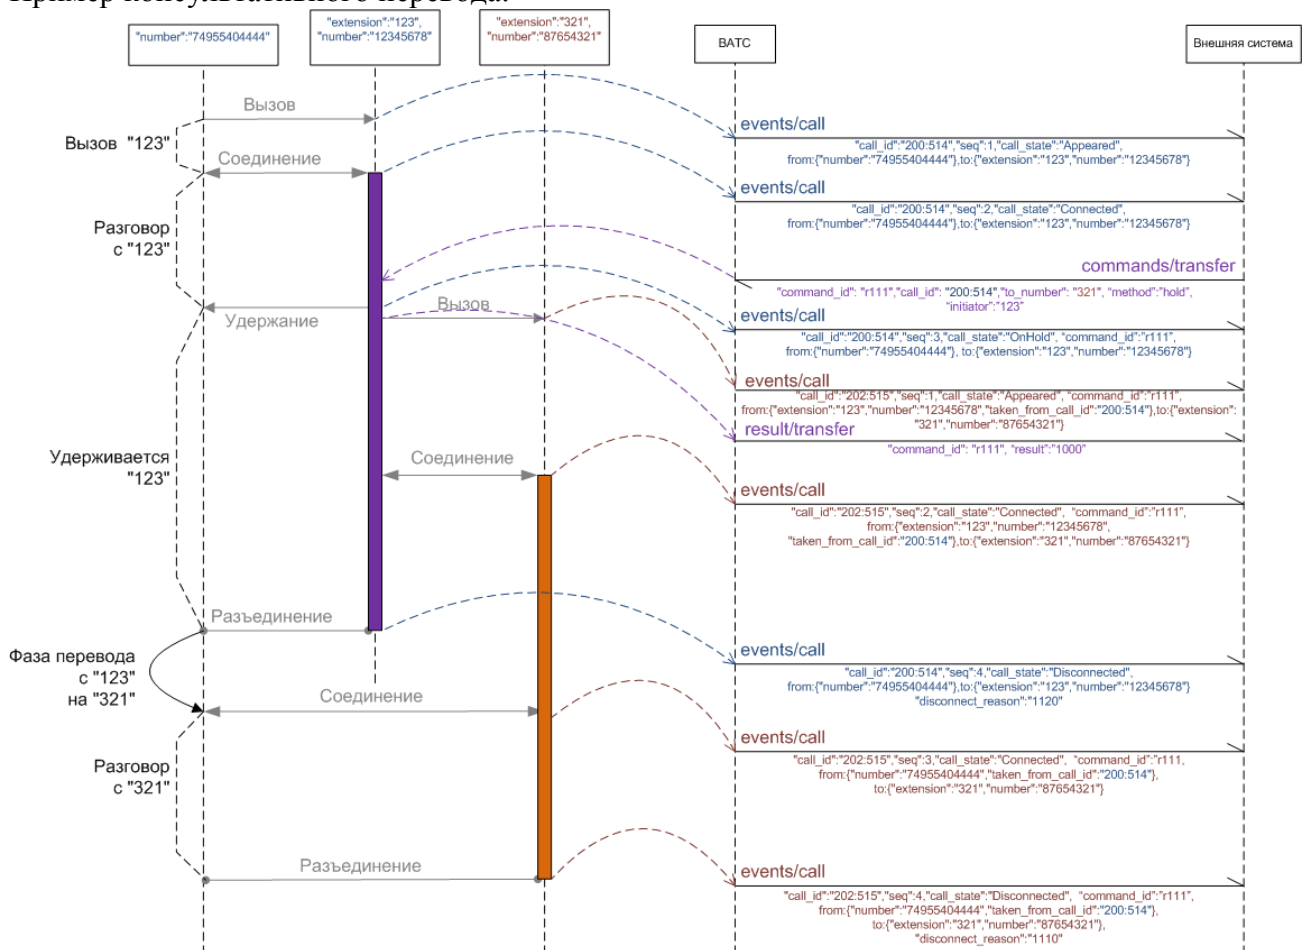 Пример консультативного перевода.
"number":"74955404444"
"extension":"123",
"number":"12345678"
"extension":"321",
"number":"87654321"
ВАТС
Внешняя система
Вызов
events/call
Вызов "123"
"call_id":"200:514","seq":1,"call_state":"Appeared",
from:{"number":"74955404444"},to:{"extension":"123","number":"12345678"}
Соединение
events/call
"call_id":"200:514","seq":2,"call_state":"Connected",
from:{"number":"74955404444"},to:{"extension":"123","number":"12345678"}
Разговор
с "123"
commands/transfer
"command_id": "r111","call_id": "200:514","to_number": "321", "method":"hold",
"initiator":"123"
Вызов
Удержание
events/call
"call_id":"200:514","seq":3,"call_state":"OnHold", "command_id":"r111",
from:{"number":"74955404444"}, to:{"extension":"123","number":"12345678"}
events/call
"call_id":"202:515","seq":1,"call_state":"Appeared", "command_id":"r111",
from:{"extension":"123","number":"12345678","taken_from_call_id":"200:514"},to:{"extension":
"321","number":"87654321"}
result/transfer
"command_id": "r111", "result":"1000"
Удерживается
"123"
Соединение
events/call
"call_id":"202:515","seq":2,"call_state":"Connected", "command_id":"r111",
from:{"extension":"123","number":"12345678",
"taken_from_call_id":"200:514"},to:{"extension":"321","number":"87654321"}
Разъединение
events/call
"call_id":"200:514","seq":4,"call_state":"Disconnected",
from:{"number":"74955404444"},to:{"extension":"123","number":"12345678"}
"disconnect_reason":"1120"
Фаза перевода
с "123"
на "321"
Соединение
events/call
"call_id":"202:515","seq":3,"call_state":"Connected", "command_id":"r111,
from:{"number":"74955404444","taken_from_call_id":"200:514"},
to:{"extension":"321","number":"87654321"}
Разговор
с "321"
Разъединение
events/call
"call_id":"202:515","seq":4,"call_state":"Disconnected", "command_id":"r111",
from:{"number":"74955404444","taken_from_call_id":"200:514"},
to:{"extension":"321","number":"87654321"},
"disconnect_reason":"1110"